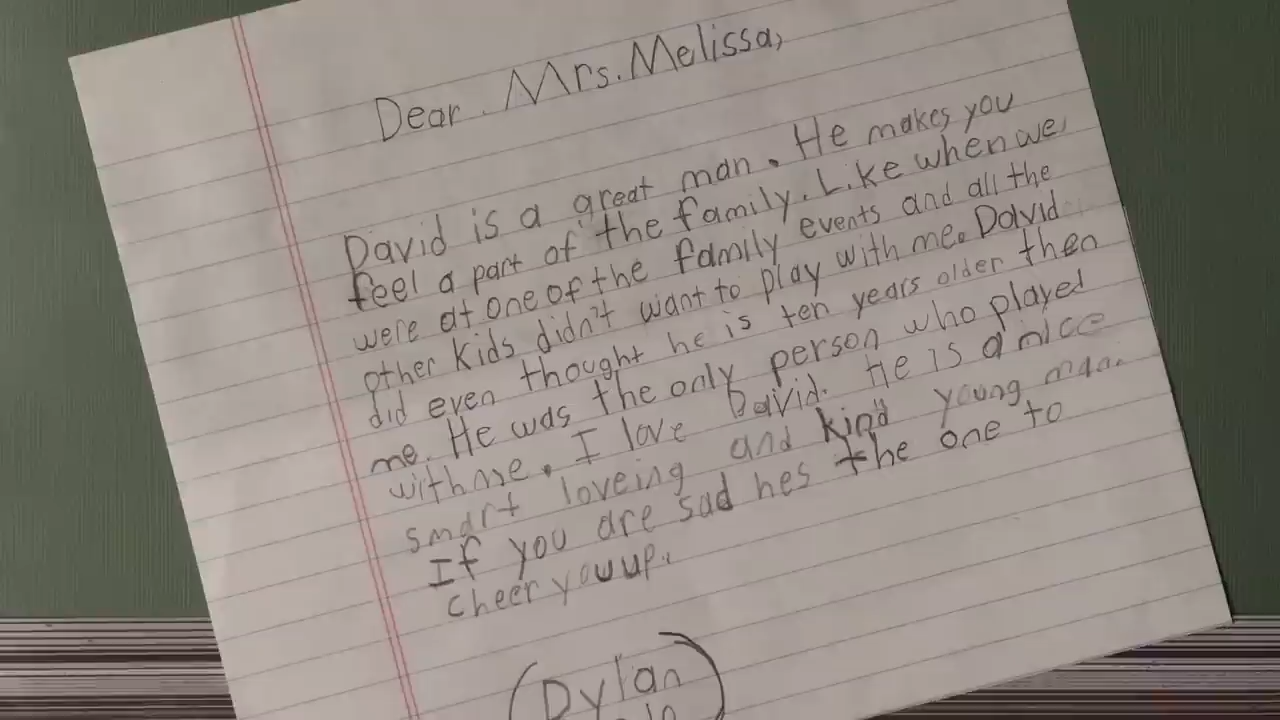 Dear. Mrs. Melissa,
David is a great man. He makes you
feel a part of the family. Like when we
were at one of the family events and all the
other kids didn't want to play with me. David
did even thought he is ten years older then
me. He was the only person who played
with me. I love David. He is a nice
smart loveing and kind young man.
If you are sad hes the one to
cheer you up.
(Dylan)